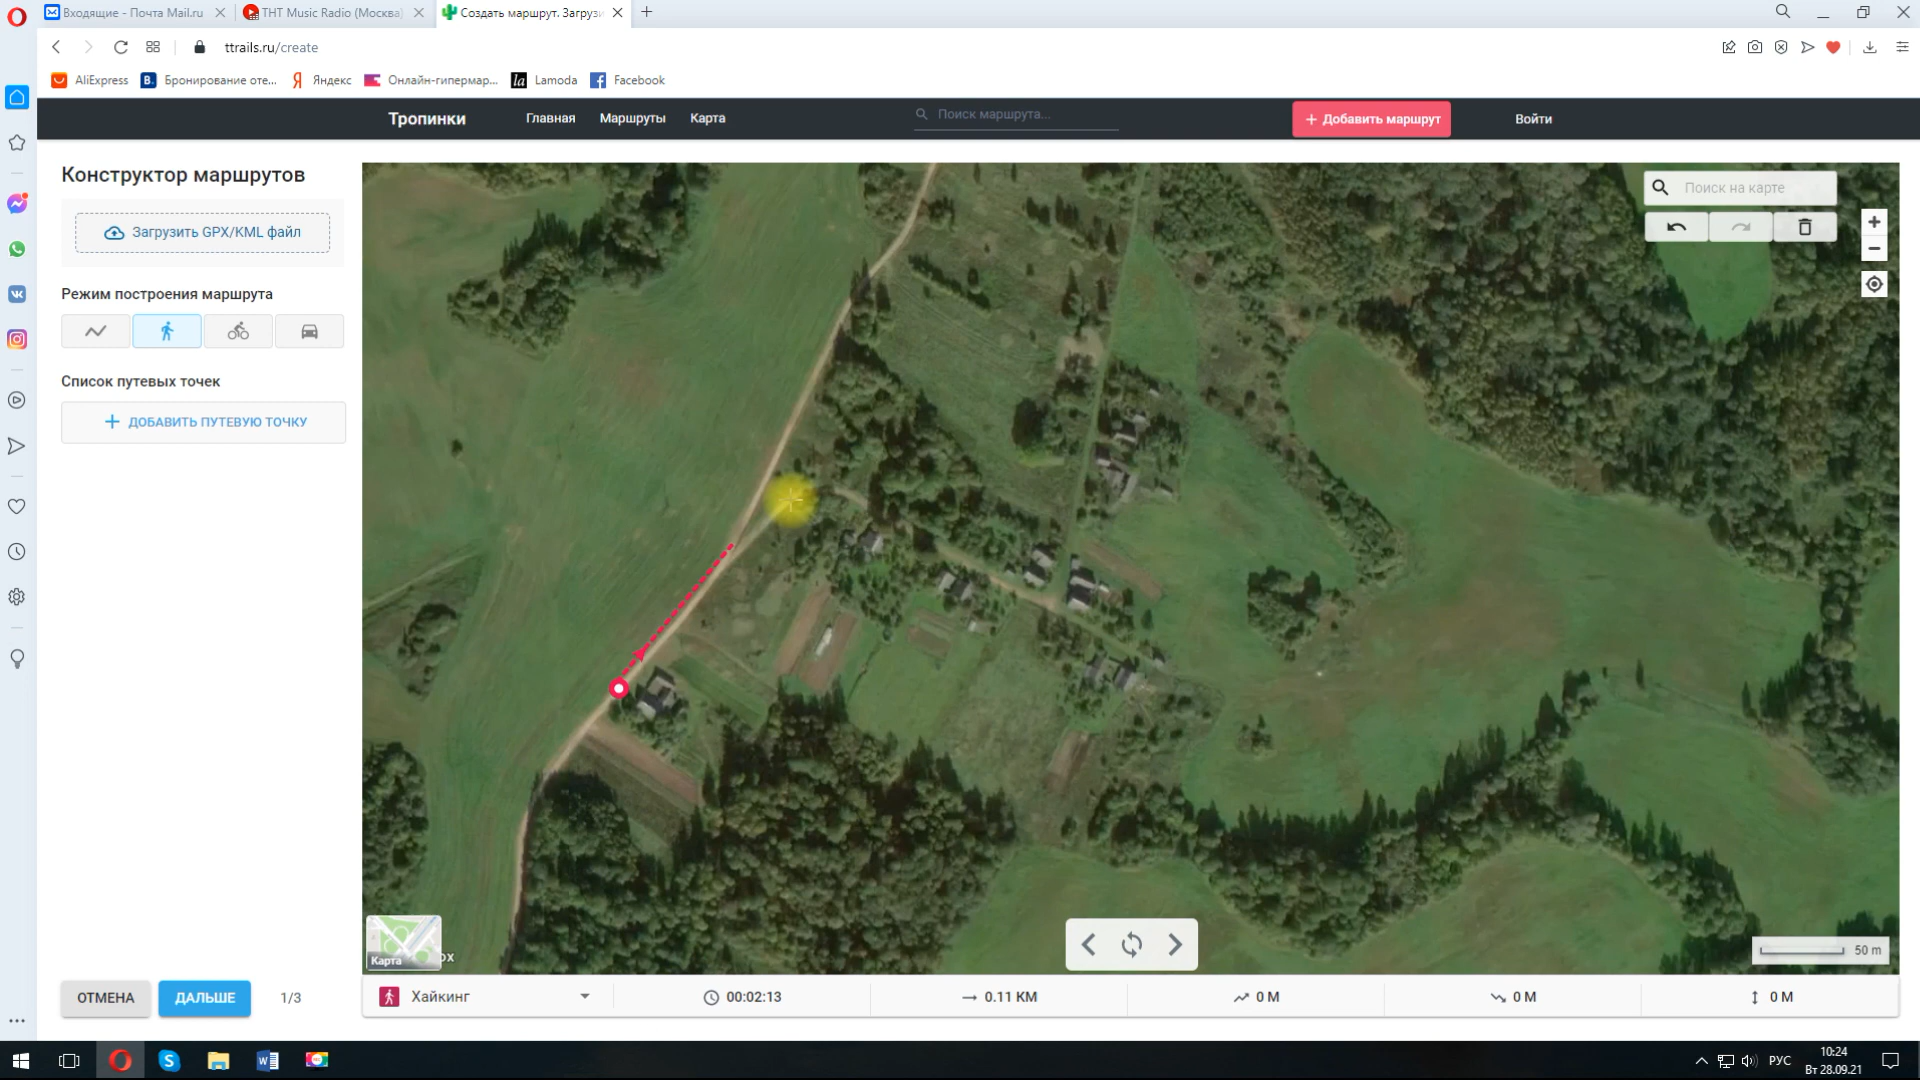 Входящие - Почта Mail.ru
ТНТ Music Radio (Москва)
Создать маршрут. Загрузи
ttrails.ru/create
AliExpress
Бронирование оте...
Яндекс
Онлайн-гипермар...
Lamoda
Facebook
Тропинки
Главная
Маршруты
Карта
Поиск маршрута...
+ Добавить маршрут
Войти
Конструктор маршрутов
Загрузить GPX/KML файл
Режим построения маршрута
Список путевых точек
+ ДОБАВИТЬ ПУТЕВУЮ ТОЧКУ
Поиск на карте
Карта
ox
50 m
ОТМЕНА
ДАЛЬШЕ
1/3
Хайкинг
00:02:13
0.11 КМ
0 М
0 М
0 М
РУС
10:24
Вт 28.09.21